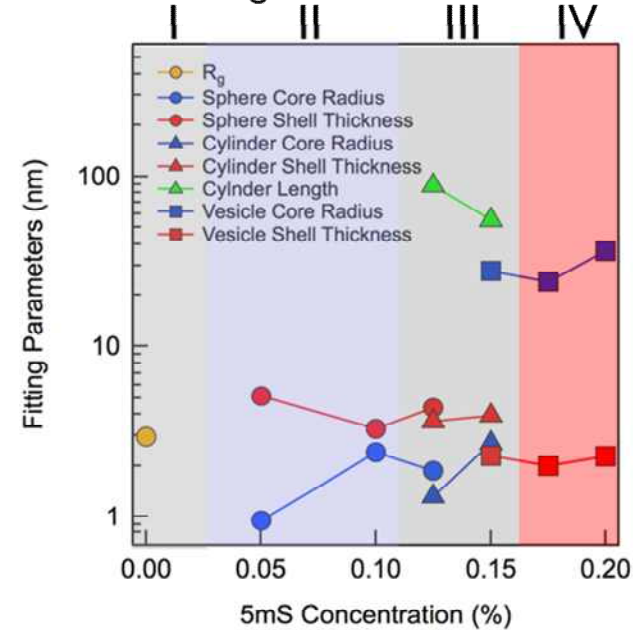 I II III IV
Rg
Sphere Core Radius
Sphere Shell Thickness
Cylinder Core Radius
Cylinder Shell Thickness
Cylnder Length
Vesicle Core Radius
Vesicle Shell Thickness
100
10
1
Fitting Parameters (nm)
0.00 0.05 0.10 0.15 0.20
5mS Concentration (%)